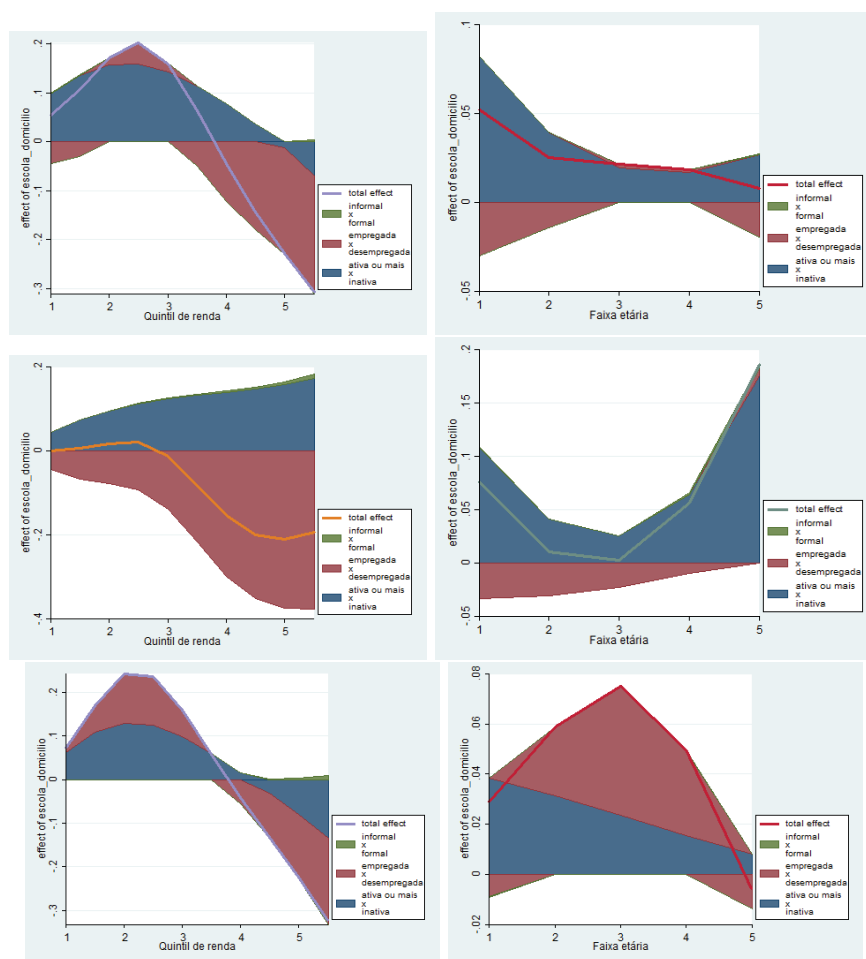 effect of escola_domicilio
.2
.1
0
-.1
-.2
-.3
1
2
3
4
5
Quintil de renda
total effect
informal
x
formal
empregada
x
desempregada
ativa ou mais
x
inativa
effect of escola_domicilio
.1
.05
0
-.05
1
2
3
4
5
Faixa etária
total effect
informal
x
formal
empregada
x
desempregada
ativa ou mais
x
inativa
effect of escola_domicilio
.2
0
-.2
-.4
1
2
3
4
5
Quintil de renda
total effect
informal
x
formal
empregada
x
desempregada
ativa ou mais
x
inativa
effect of escola_domicilio
.2
.15
.1
.05
0
-.05
1
2
3
4
5
Faixa etária
total effect
informal
x
formal
empregada
x
desempregada
ativa ou mais
x
inativa
effect of escola_domicilio
.2
.1
0
-.1
-.2
-.3
1
2
3
4
5
Quintil de renda
total effect
informal
x
formal
empregada
x
desempregada
ativa ou mais
x
inativa
effect of escola_domicilio
.08
.06
.04
.02
0
-.02
1
2
3
4
5
Faixa etária
total effect
informal
x
formal
empregada
x
desempregada
ativa ou mais
x
inativa